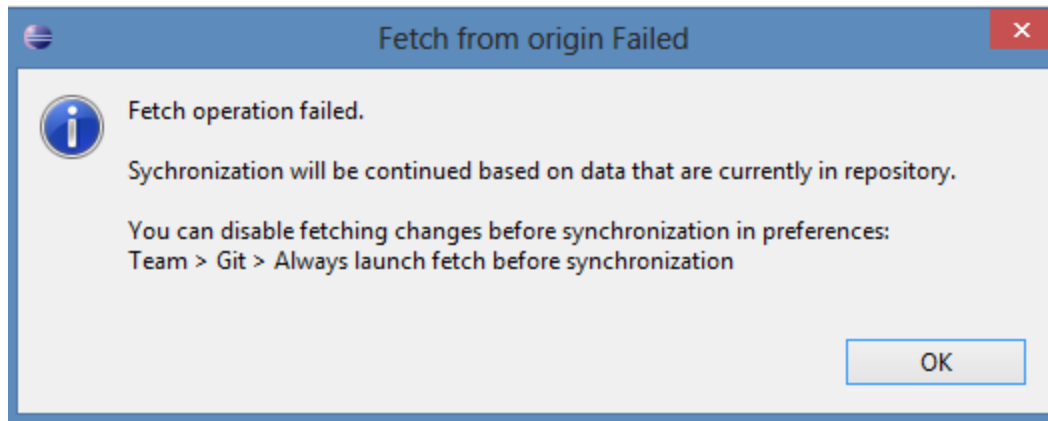 Fetch from origin Failed
Fetch operation failed.
Sychronization will be continued based on data that are currently in repository.
You can disable fetching changes before synchronization in preferences:
Team > Git > Always launch fetch before synchronization
OK